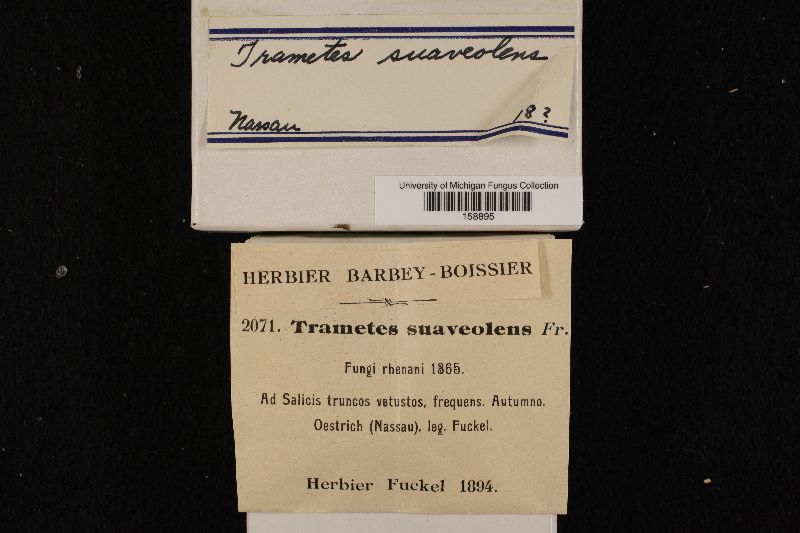 Trametes suaveolens
Nassau 18?
University of Michigan Fungus Collection
158895
HERBIER BARBEY-BOISSIER
2071. Trametes suaveolens Fr.
Fungi rhenani 1865.
Ad Salicis truncos vetustos, frequens. Autumno.
Oestrich (Nassau), leg. Fuckel.
Herbier Fuckel 1894.